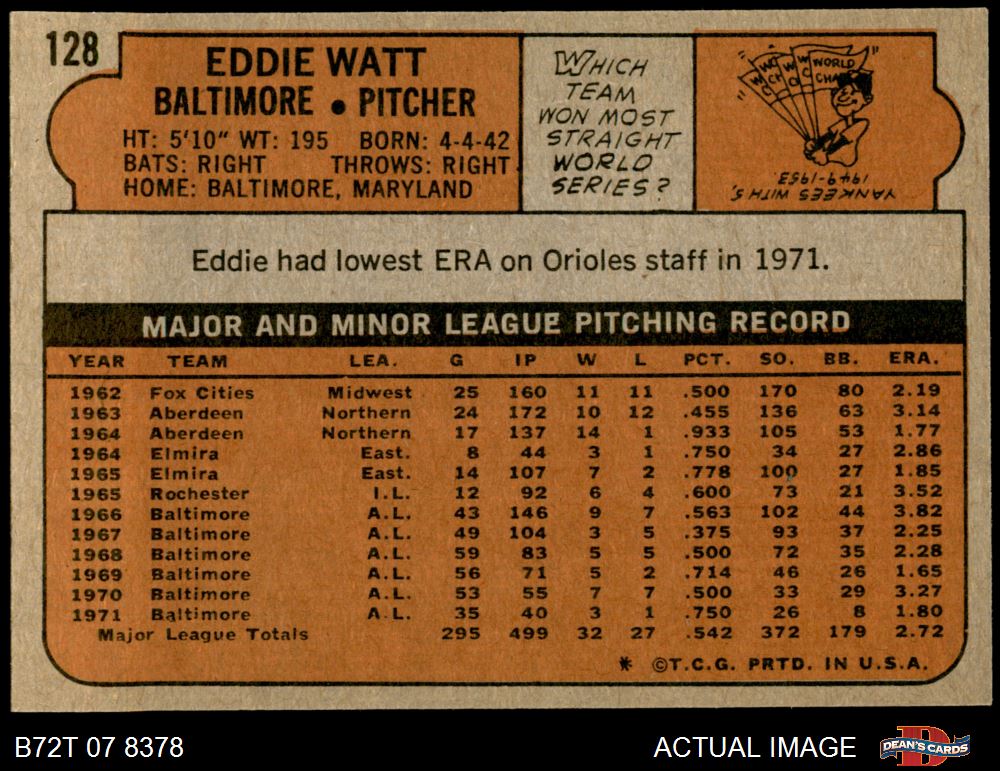 128
EDDIE WATT
BALTIMORE • PITCHER
HT: 5'10" WT: 195 BORN: 4-4-42
BATS: RIGHT THROWS: RIGHT
HOME: BALTIMORE, MARYLAND
WHICH
TEAM
WON MOST
STRAIGHT
WORLD
SERIES?
WORLD
CHA
YANKEES WITH 5,
1949-1953.
Eddie had lowest ERA on Orioles staff in 1971.
MAJOR AND MINOR LEAGUE PITCHING RECORD
YEAR TEAM LEA. G IP W L PCT. SO. BB. ERA.
1962 Fox Cities Midwest 25 160 11 11 .500 170 80 2.19
1963 Aberdeen Northern 24 172 10 12 .455 136 63 3.14
1964 Aberdeen Northern 17 137 14 1 .933 105 53 1.77
1964 Elmira East. 8 44 3 1 .750 34 27 2.86
1965 Elmira East. 14 107 7 2 .778 100 27 1.85
1965 Rochester I.L. 12 92 6 4 .600 73 21 3.52
1966 Baltimore A.L. 43 146 9 7 .563 102 44 3.82
1967 Baltimore A.L. 49 104 3 5 .375 93 37 2.25
1968 Baltimore A.L. 59 83 5 5 .500 72 35 2.28
1969 Baltimore A.L. 56 71 5 2 .714 46 26 1.65
1970 Baltimore A.L. 53 55 7 7 .500 33 29 3.27
1971 Baltimore A.L. 35 40 3 1 .750 26 8 1.80
Major League Totals 295 499 32 27 .542 372 179 2.72
* ©T.C.G. PRTD. IN U.S.A.
B72T 07 8378
ACTUAL IMAGE
DEAN'S CARDS